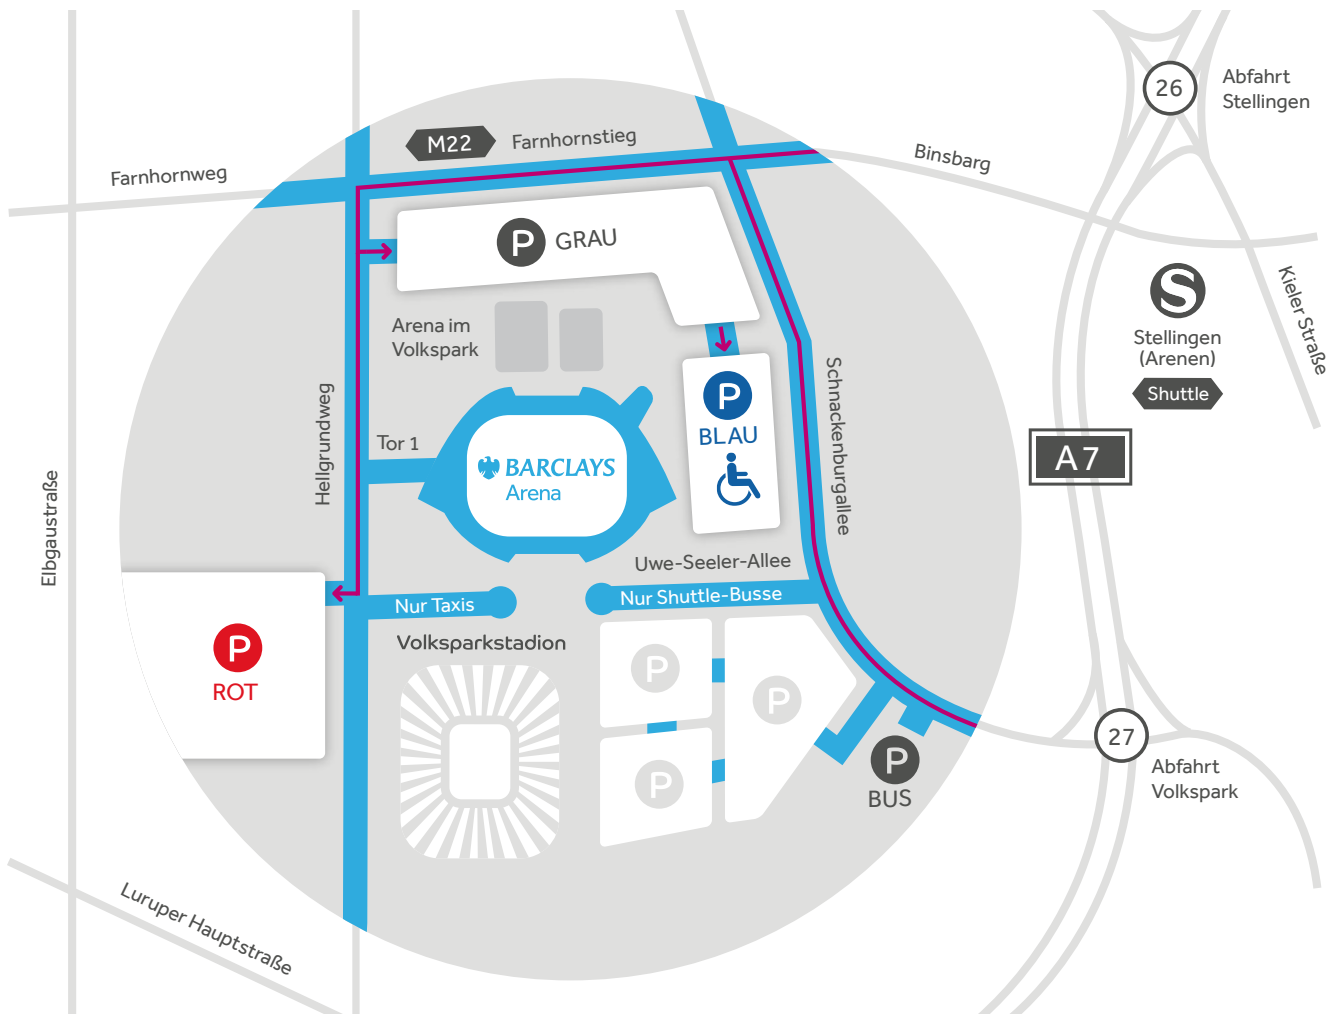 26
Abfahrt
Stellingen
M22
Farnhornstieg
Farnhornweg
Binsbarg
P
GRAU
Kieler Straße
S
Stellingen
(Arenen)
Shuttle
Arena im
Volkspark
P
BLAU
Schnackenburgallee
Hellgrundweg
Tor 1
BARCLAYS
Arena
A 7
Elbgaustraße
Uwe-Seeler-Allee
Nur Shuttle-Busse
Nur Taxis
Volksparkstadion
P
ROT
P
P
P
27
Abfahrt
Volkspark
P
BUS
Luruper Hauptstraße